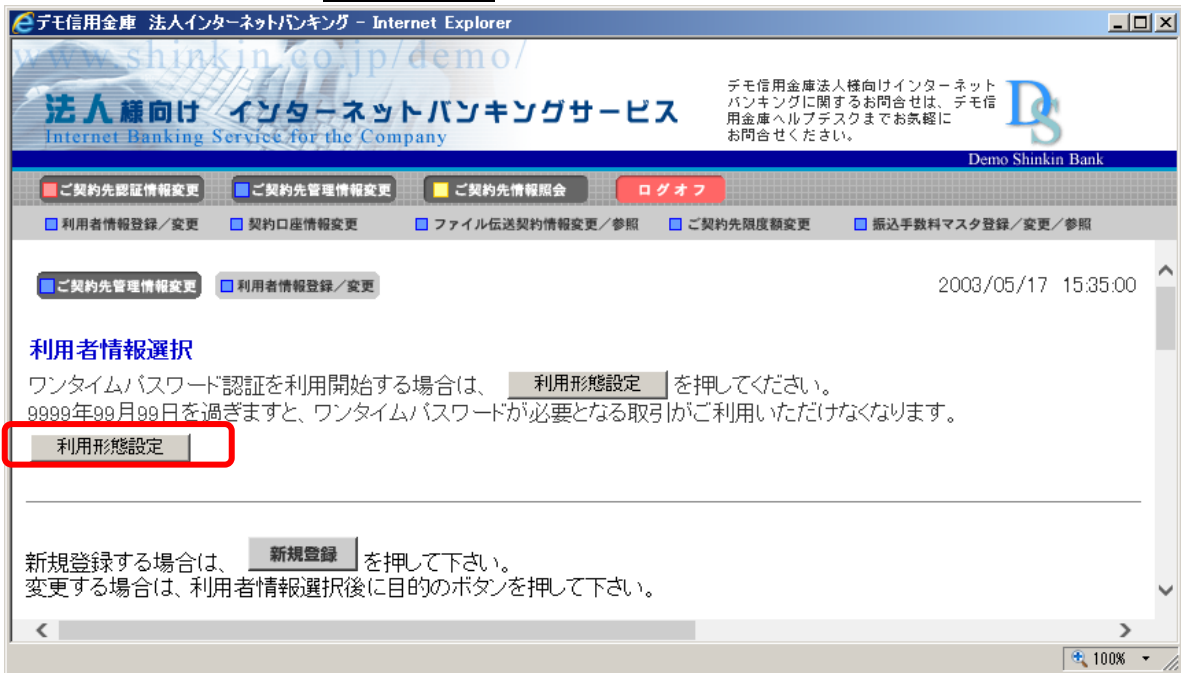 デモ信用金庫 法人インターネットバンキング - Internet Explorer
www.shinkin.co.jp/demo/
法人様向け インターネットバンキングサービス
Internet Banking Service for the Company
デモ信用金庫法人様向けインターネット
バンキングに関するお問合せは、デモ信
用金庫ヘルプデスクまでお気軽に
お問合せください。
DS
Demo Shinkin Bank
ご契約先認証情報変更 ご契約先管理情報変更 ご契約先情報照会 ログオフ
利用者情報登録／変更 契約口座情報変更 ファイル伝送契約情報変更／参照 ご契約先限度額変更 振込手数料マスタ登録／変更／参照
ご契約先管理情報変更 利用者情報登録／変更 2003/05/17 15:35:00
利用者情報選択
ワンタイムパスワード認証を利用開始する場合は、 利用形態設定 を押してください。
9999年99月99日を過ぎますと、ワンタイムパスワードが必要となる取引がご利用いただけなくなります。
利用形態設定
新規登録する場合は、 新規登録 を押して下さい。
変更する場合は、利用者情報選択後に目的のボタンを押して下さい。
100%